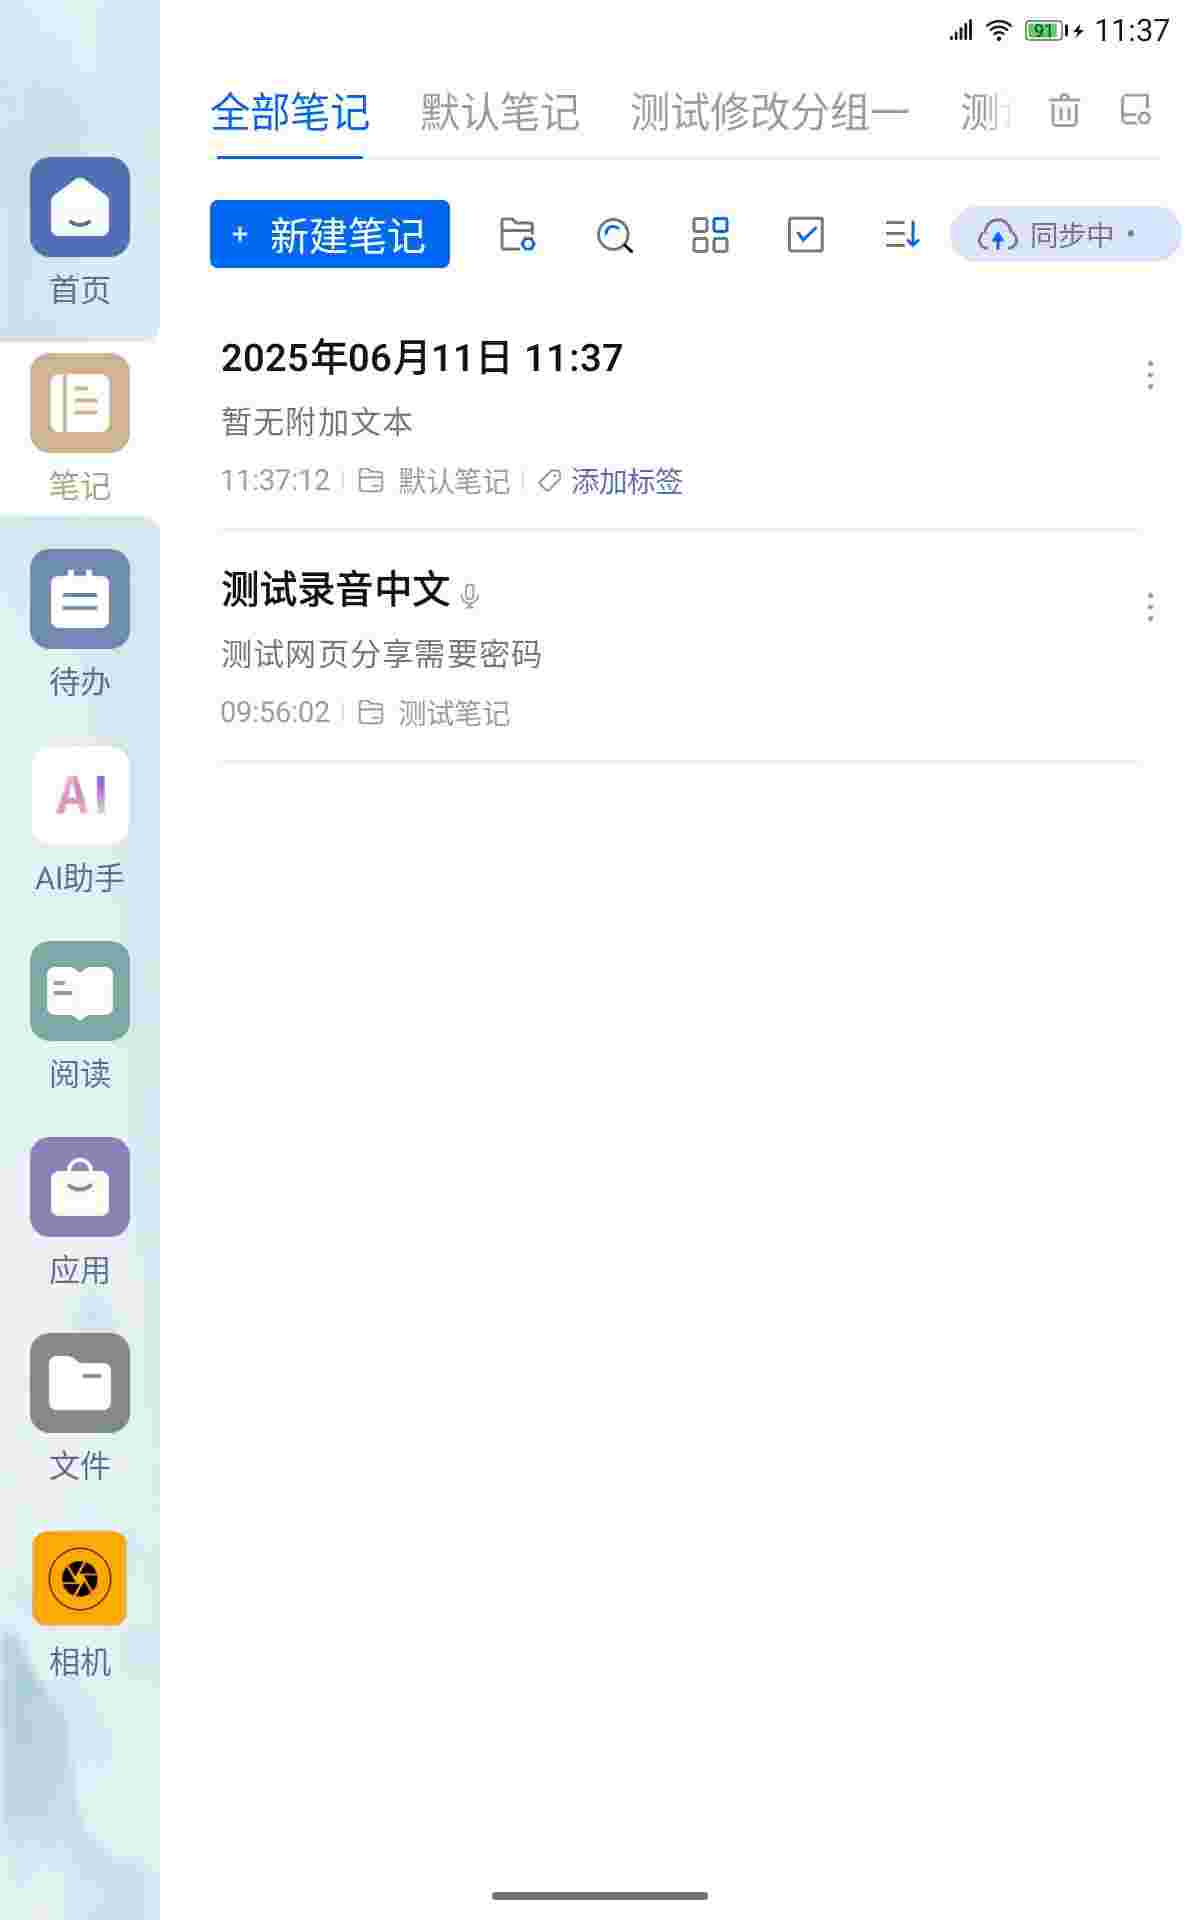 91 11:37
全部笔记 默认笔记 测试修改分组一 测
+ 新建笔记 同步中 ·
首页
2025年06月11日 11:37
暂无附加文本
11:37:12 默认笔记 添加标签
笔记
测试录音中文
测试网页分享需要密码
09:56:02 测试笔记
待办
AI
AI助手
阅读
应用
文件
相机